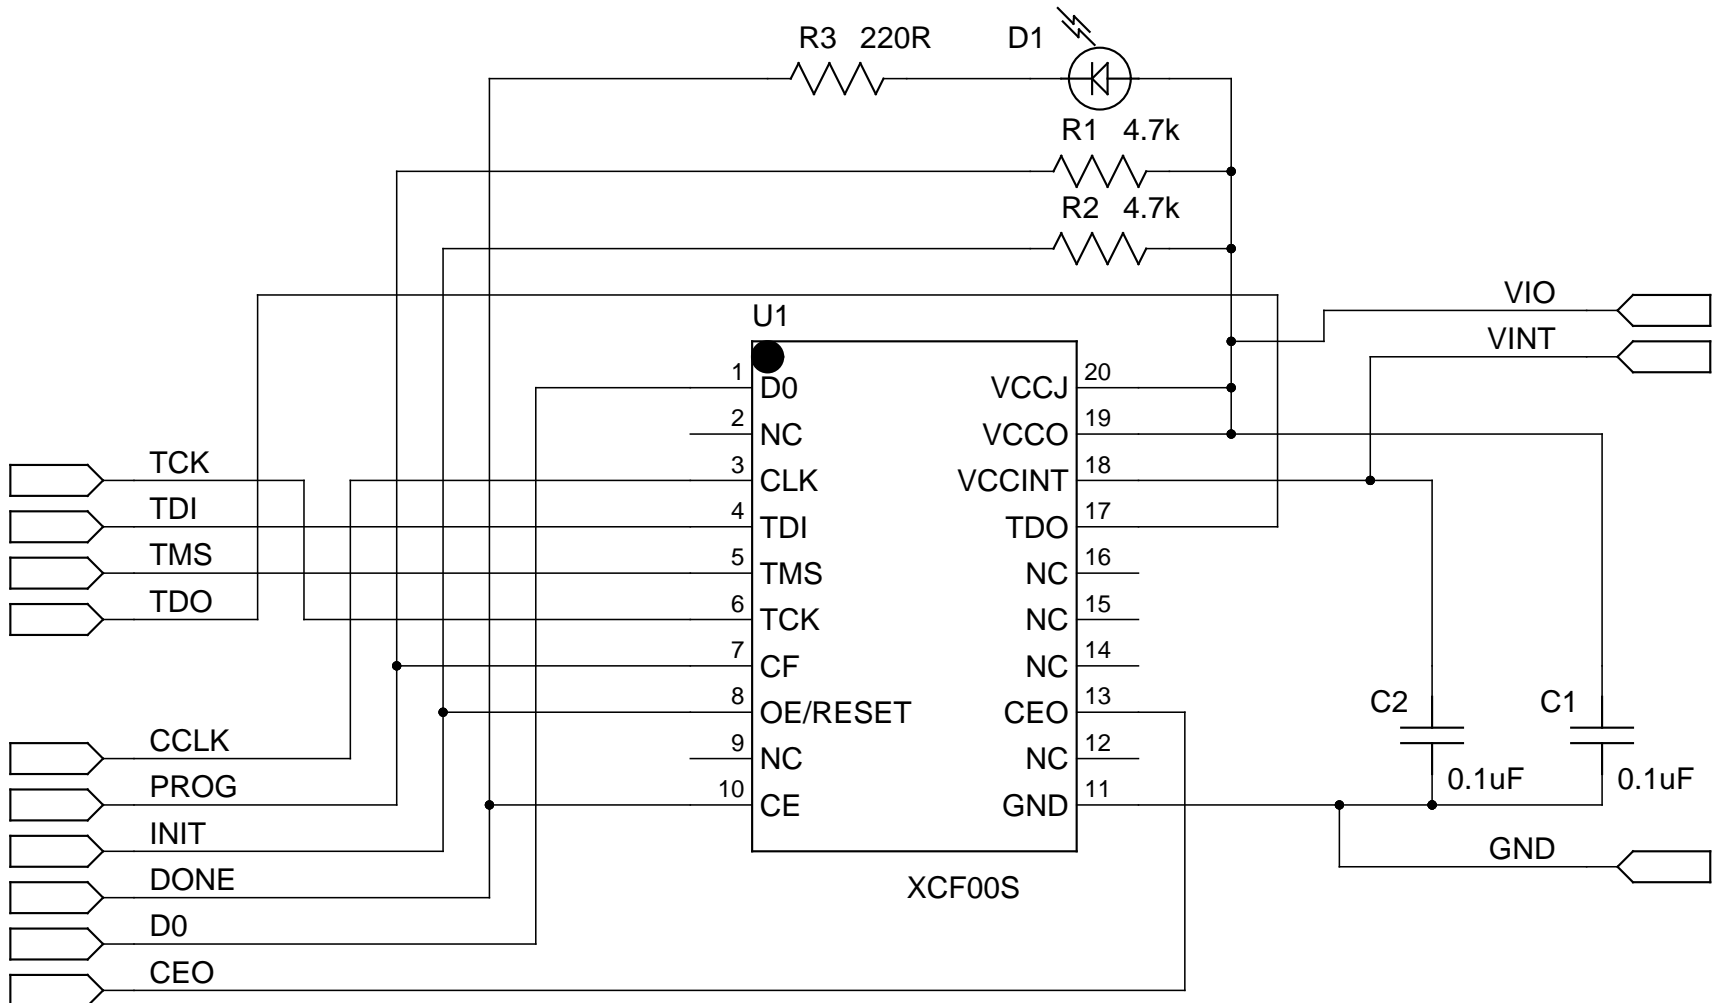 R3 220R D1
R1 4.7k
R2 4.7k
VIO
U1
VINT
1 D0 VCCJ 20
2 NC VCCO 19
TCK 3 CLK VCCINT 18
TDI 4 TDI TDO 17
TMS 5 TMS NC 16
TDO 6 TCK NC 15
7 CF NC 14
8 OE/RESET CEO 13 C2 C1
CCLK 9 NC NC 12
0.1uF 0.1uF
PROG 10 CE GND 11
INIT
GND
DONE
XCF00S
D0
CEO